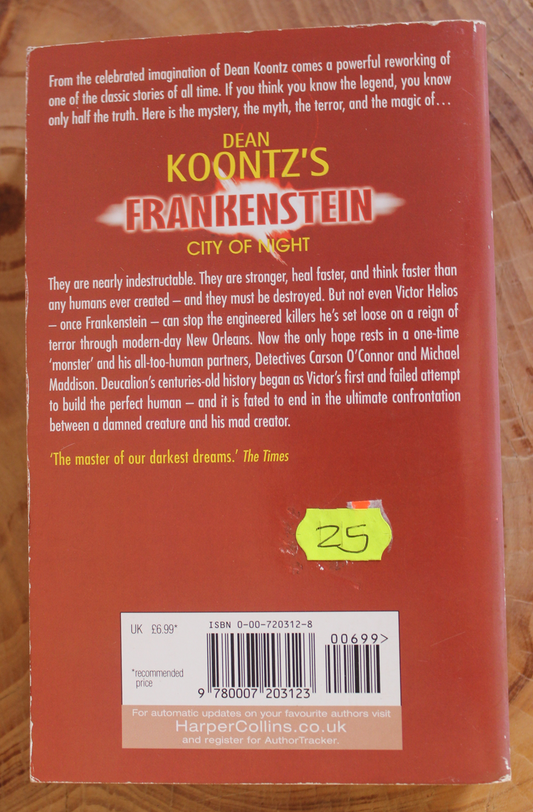 From the celebrated imagination of Dean Koontz comes a powerful reworking of
one of the classic stories of all time. If you think you know the legend, you know
only half the truth. Here is the mystery, the myth, the terror, and the magic of...
DEAN
KOONTZ'S
FRANKENSTEIN
CITY OF NIGHT
They are nearly indestructable. They are stronger, heal faster, and think faster than
any humans ever created – and they must be destroyed. But not even Victor Helios
– once Frankenstein – can stop the engineered killers he's set loose on a reign of
terror through modern-day New Orleans. Now the only hope rests in a one-time
'monster' and his all-too-human partners, Detectives Carson O'Connor and Michael
Maddison. Deucalion's centuries-old history began as Victor's first and failed attempt
to build the perfect human – and it is fated to end in the ultimate confrontation
between a damned creature and his mad creator.
'The master of our darkest dreams.' The Times
25
UK £6.99*
*recommended
price
ISBN 0-00-720312-8
00699>
9 780007 203123
For automatic updates on your favourite authors visit
HarperCollins.co.uk
and register for AuthorTracker.